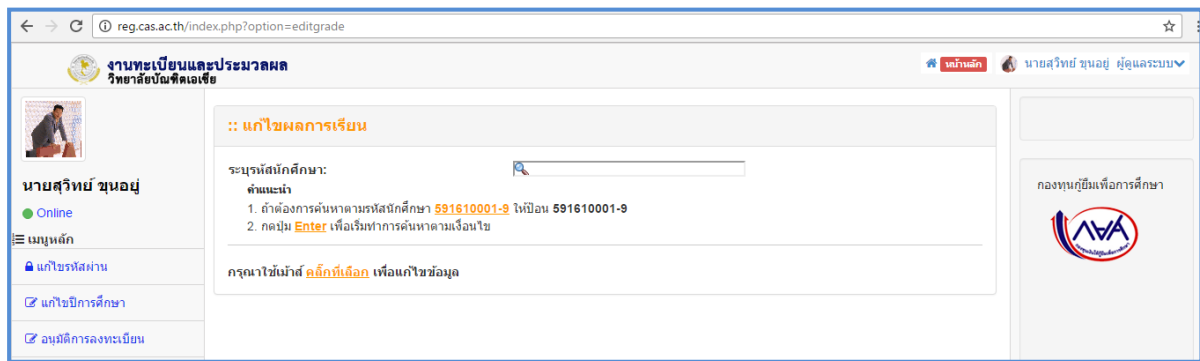 reg.cas.ac.th/index.php?option=editgrade
งานทะเบียนและประมวลผล
วิทยาลัยบัณฑิตเอเซีย
หน้าหลัก
นายสุวิทย์ ขุนอยู่ ผู้ดูแลระบบ
นายสุวิทย์ ขุนอยู่
Online
เมนูหลัก
แก้ไขรหัสผ่าน
แก้ไขปีการศึกษา
อนุมัติการลงทะเบียน
:: แก้ไขผลการเรียน
ระบุรหัสนักศึกษา:
คำแนะนำ
1. ถ้าต้องการค้นหาตามรหัสนักศึกษา 591610001-9 ให้ป้อน 591610001-9
2. กดปุ่ม Enter เพื่อเริ่มทำการค้นหาตามเงื่อนไข
กรุณาใช้เม้าส์ คลิ๊กที่เลือก เพื่อแก้ไขข้อมูล
กองทุนกู้ยืมเพื่อการศึกษา